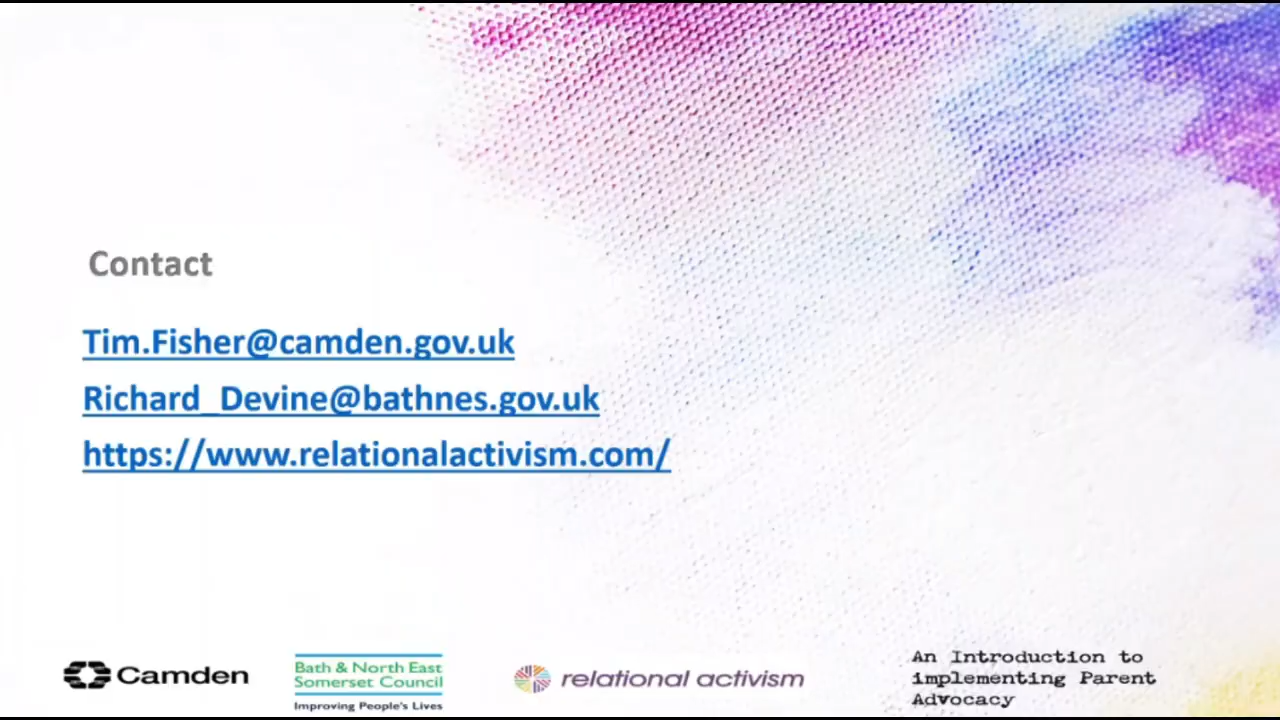 Contact
Tim.Fisher@camden.gov.uk
Richard_Devine@bathnes.gov.uk
https://www.relationalactivism.com/
Camden
Bath & North East
Somerset Council
Improving People's Lives
relational activism
An Introduction to
implementing Parent
Advocacy